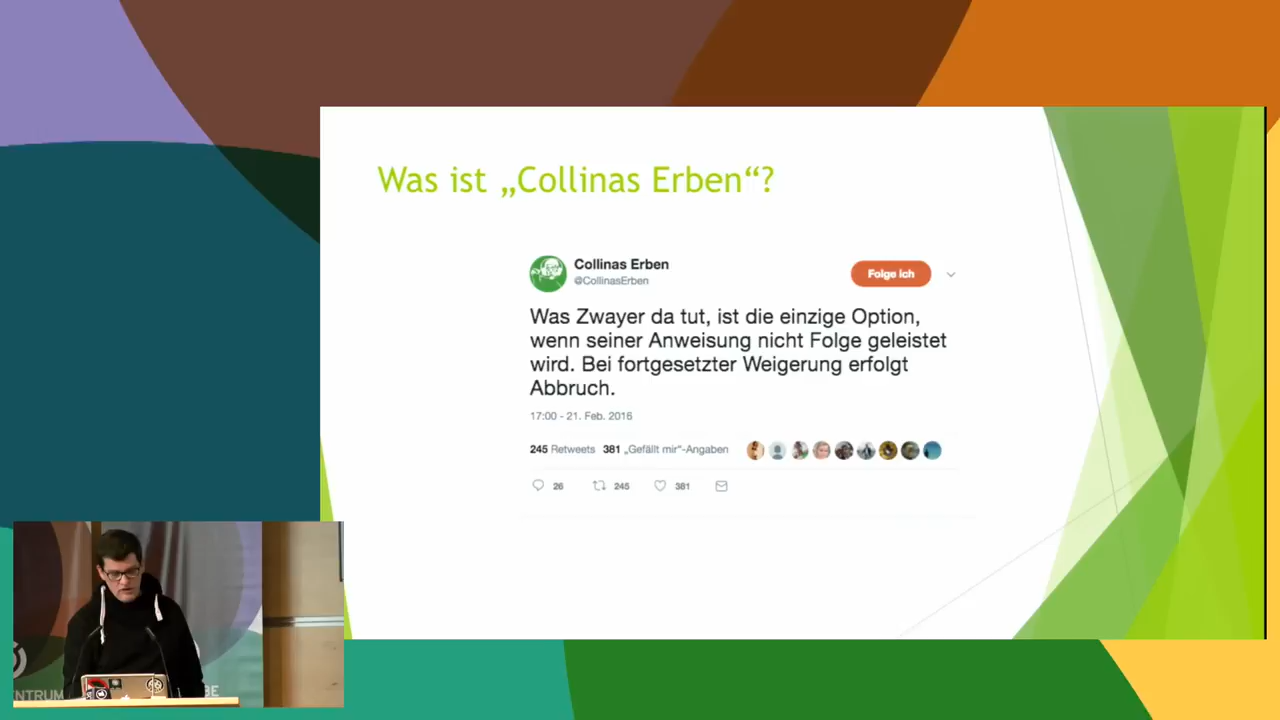 Was ist „Collinas Erben“?
Collinas Erben
@CollinasErben
Folge ich
Was Zwayer da tut, ist die einzige Option,
wenn seiner Anweisung nicht Folge geleistet
wird. Bei fortgesetzter Weigerung erfolgt
Abbruch.
17:00 - 21. Feb. 2016
245 Retweets 381 „Gefällt mir“-Angaben
26 245 381
NTRUM
BE